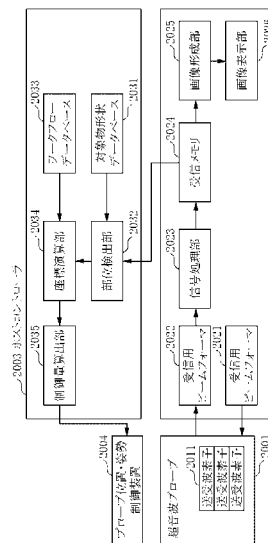 2003 ホストコントローラ
2033
ワークフロー
データベース
2031
対象物形状
データベース
2034
座標演算部
2032
部位検出部
2035
制御量算出部
2004
プローブ位置・姿勢
制御装置
2025
画像形成部
画像表示部
2024
受信メモリ
2023
信号処理部
2022
受信用
ビームフォーマ
2021
受信用
ビームフォーマ
超音波プローブ
2011
送受波素子
送受波素子
送受波素子
2001